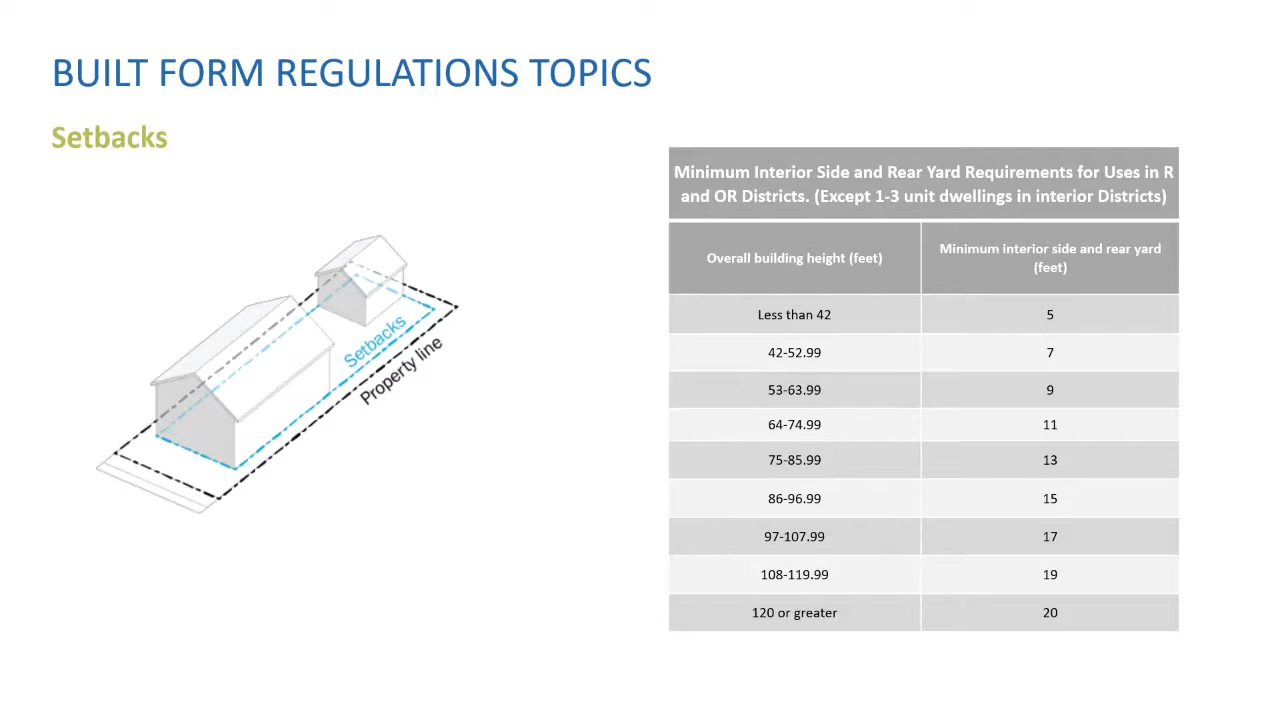 BUILT FORM REGULATIONS TOPICS
Setbacks
Setbacks
Property line
Minimum Interior Side and Rear Yard Requirements for Uses in R
and OR Districts. (Except 1-3 unit dwellings in interior Districts)
Overall building height (feet)
Minimum interior side and rear yard
(feet)
Less than 42 5
42-52.99 7
53-63.99 9
64-74.99 11
75-85.99 13
86-96.99 15
97-107.99 17
108-119.99 19
120 or greater 20